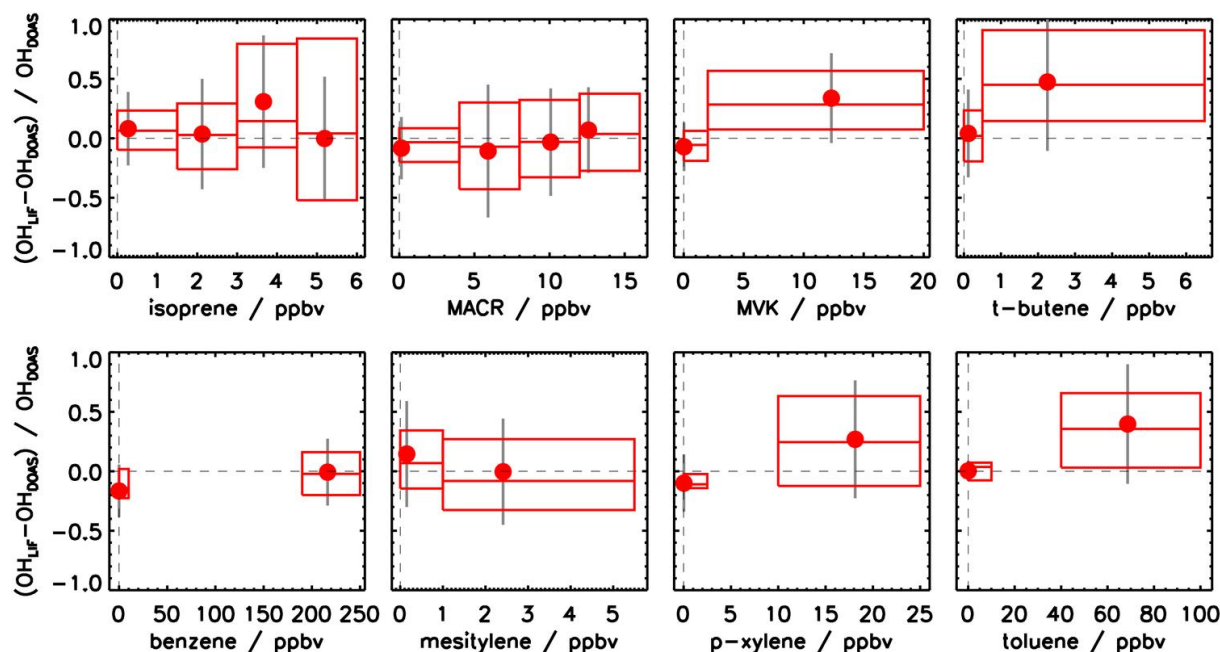 (OH_LIF-OH_DOAS) / OH_DOAS
1.0
0.5
0.0
-0.5
-1.0
0 1 2 3 4 5 6
isoprene / ppbv
0 5 10 15
MACR / ppbv
0 5 10 15 20
MVK / ppbv
0 1 2 3 4 5 6
t-butene / ppbv
(OH_LIF-OH_DOAS) / OH_DOAS
1.0
0.5
0.0
-0.5
-1.0
0 50 100 150 200 250
benzene / ppbv
0 2 4 5
mesitylene / ppbv
0 5 10 15 20 25
p-xylene / ppbv
0 20 40 60 80 100
toluene / ppbv